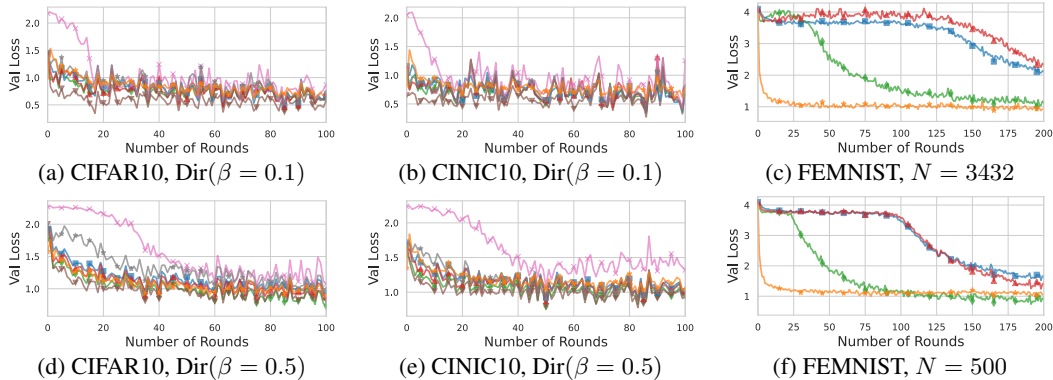 Val Loss
2.0
1.5
1.0
0.5
0 20 40 60 80 100
Number of Rounds
(a) CIFAR10, Dir(β = 0.1)
Val Loss
2.0
1.5
1.0
0.5
0 20 40 60 80 100
Number of Rounds
(b) CINIC10, Dir(β = 0.1)
Val Loss
4
3
2
1
0 25 50 75 100 125 150 175 200
Number of Rounds
(c) FEMNIST, N = 3432
Val Loss
2.0
1.5
1.0
0 20 40 60 80 100
Number of Rounds
(d) CIFAR10, Dir(β = 0.5)
Val Loss
2.0
1.5
1.0
0 20 40 60 80 100
Number of Rounds
(e) CINIC10, Dir(β = 0.5)
Val Loss
4
3
2
1
0 25 50 75 100 125 150 175 200
Number of Rounds
(f) FEMNIST, N = 500